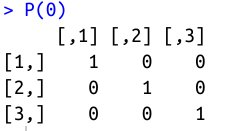 > P(0)
     [,1] [,2] [,3]
[1,]    1    0    0
[2,]    0    1    0
[3,]    0    0    1